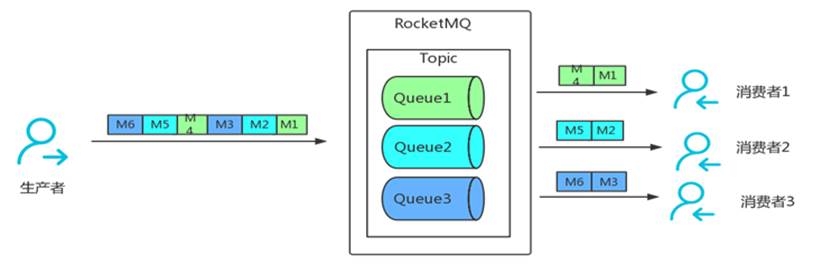 RocketMQ
Topic
M6 M5 M4 M3 M2 M1
生产者
Queue1
Queue2
Queue3
M4 M1
消费者1
M5 M2
消费者2
M6 M3
消费者3